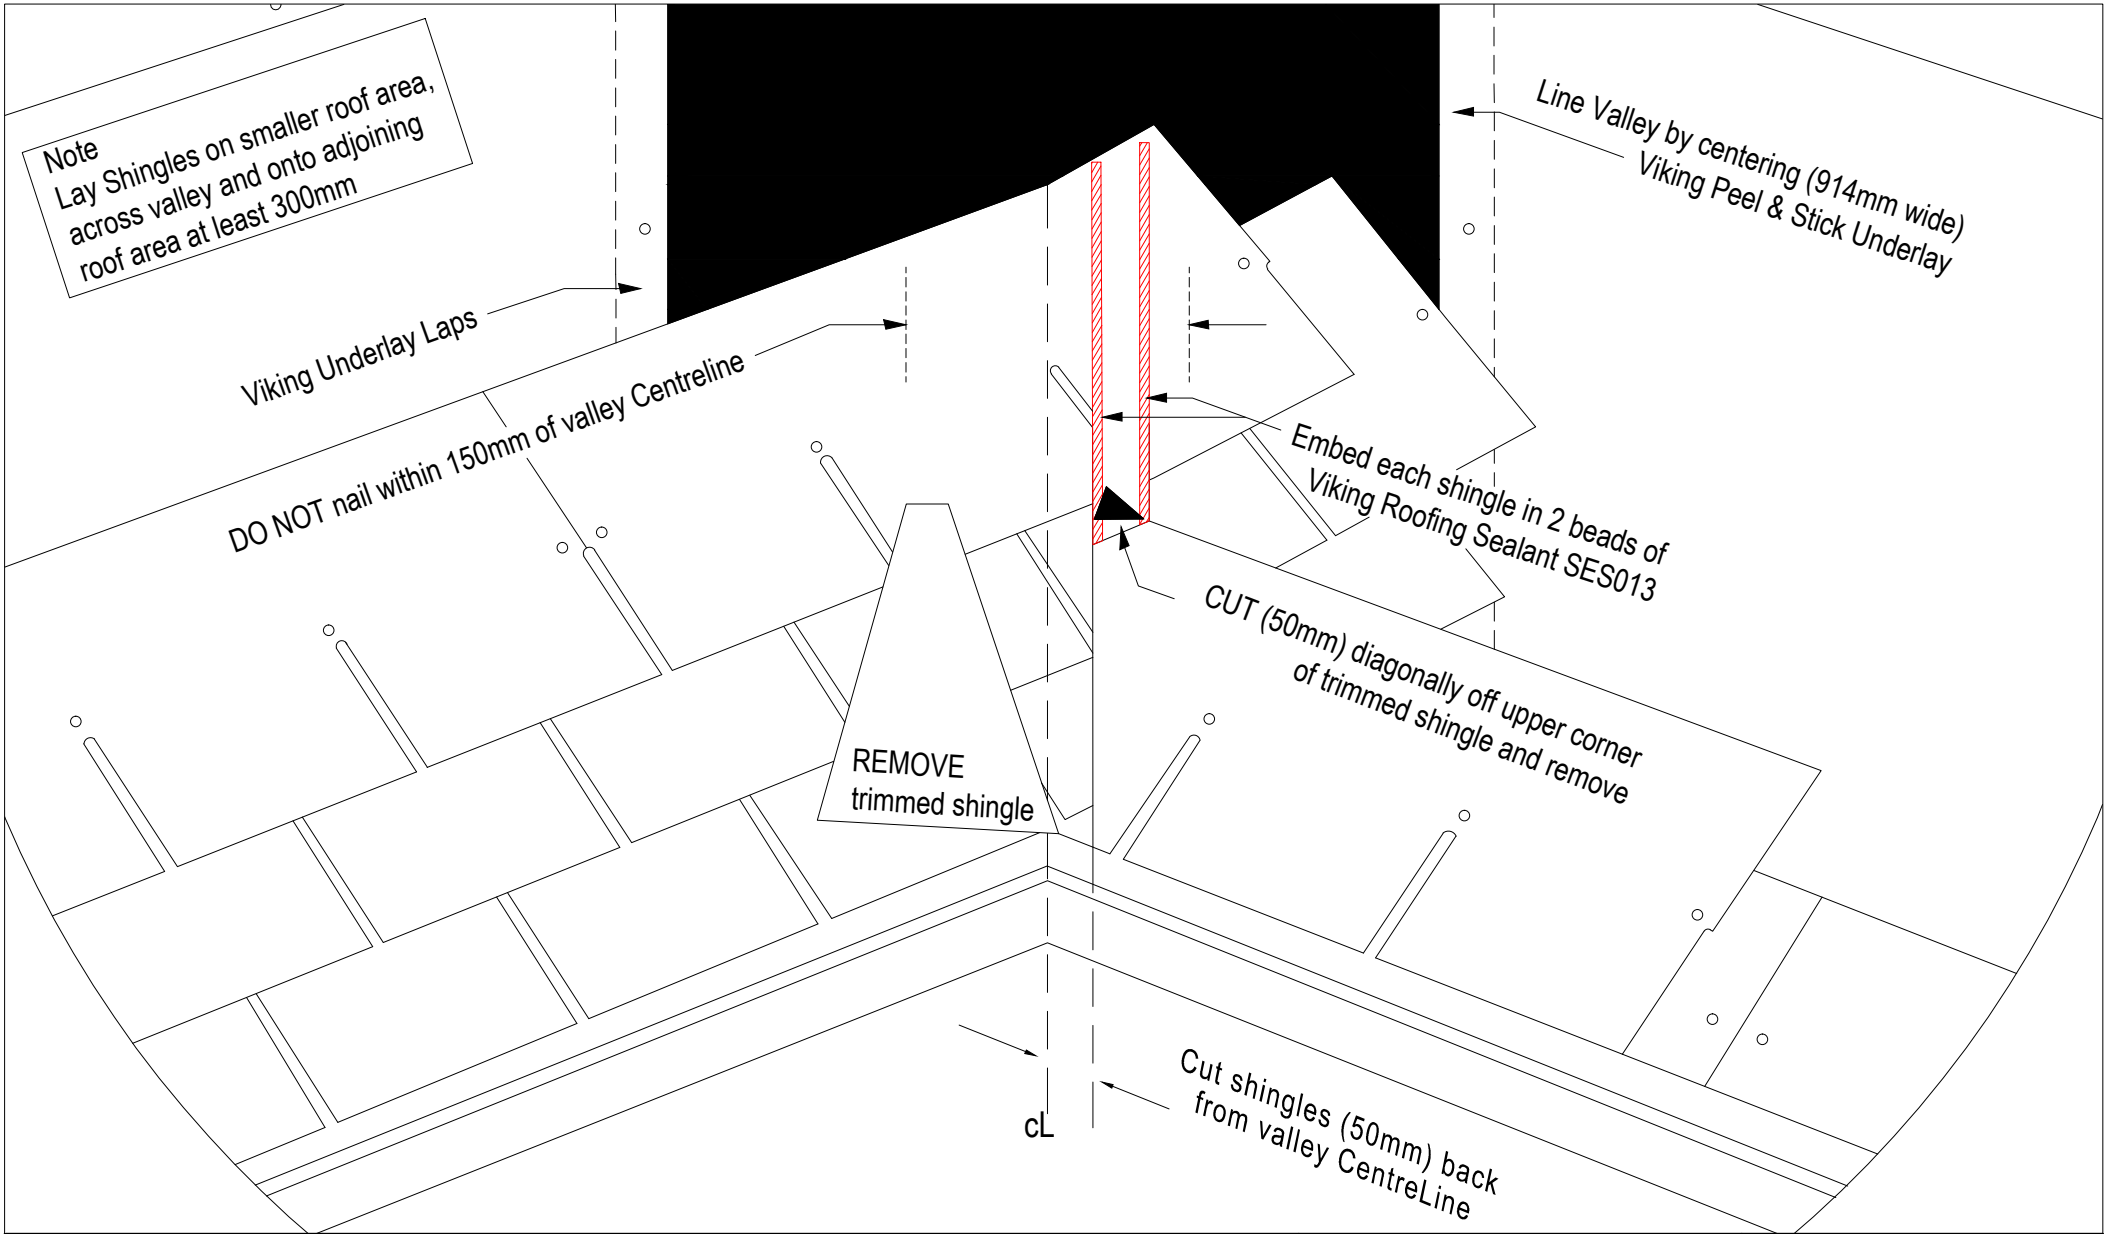 Note
Lay Shingles on smaller roof area,
across valley and onto adjoining
roof area at least 300mm
Line Valley by centering (914mm wide)
Viking Peel & Stick Underlay
Viking Underlay Laps
DO NOT nail within 150mm of valley Centreline
Embed each shingle in 2 beads of
Viking Roofing Sealant SES013
CUT (50mm) diagonally off upper corner
of trimmed shingle and remove
REMOVE
trimmed shingle
cL
Cut shingles (50mm) back
from valley CentreLine